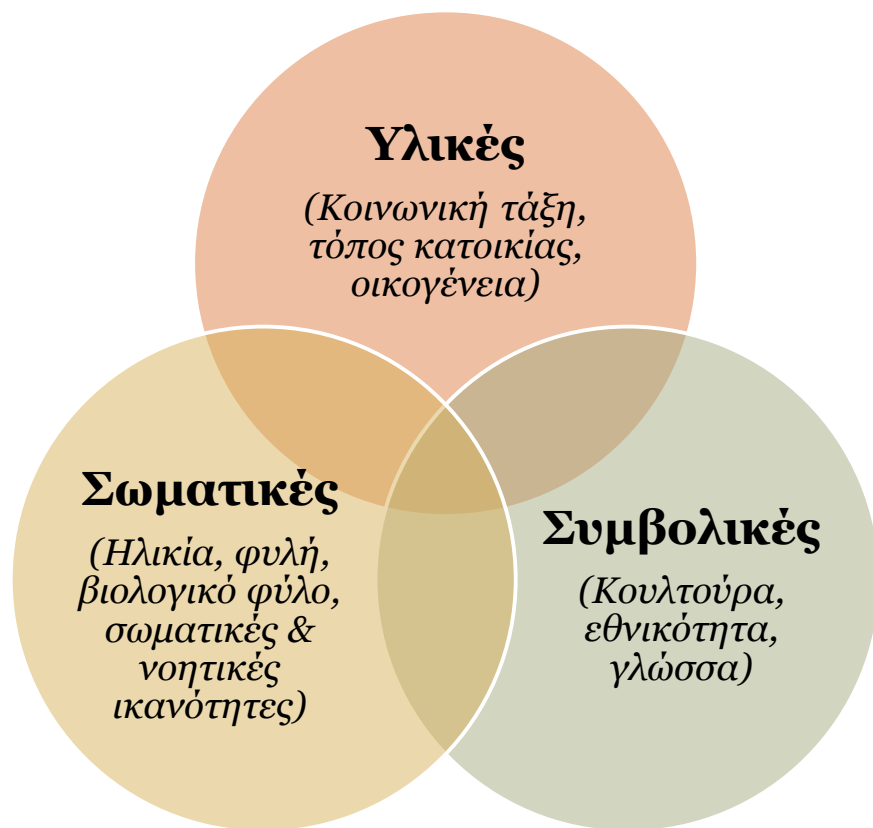 Υλικές
(Κοινωνική τάξη,
τόπος κατοικίας,
οικογένεια)
Σωματικές
(Ηλικία, φυλή,
βιολογικό φύλο,
σωματικές &
νοητικές
ικανότητες)
Συμβολικές
(Κουλτούρα,
εθνικότητα,
γλώσσα)